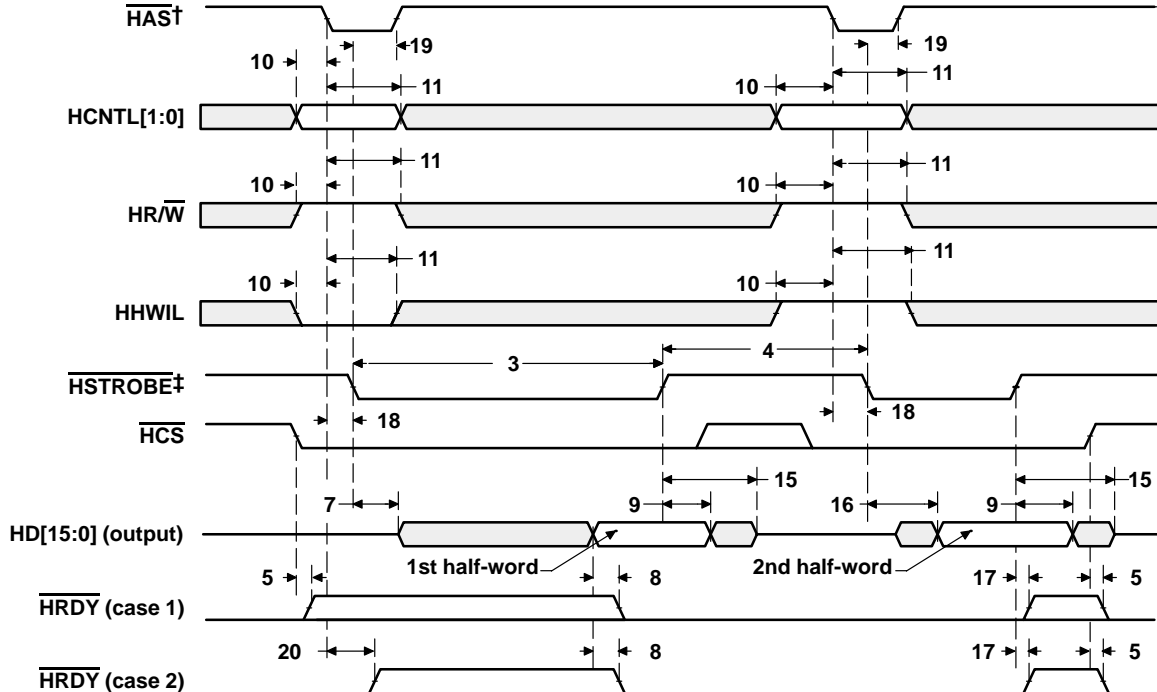 HAS†
19
19
10
11
10
11
HCNTL[1:0]
11
11
10
10
HR/W
11
11
10
10
HHWIL
3
4
HSTROBE‡
18
18
HCS
15
15
7
9
16
9
HD[15:0] (output)
1st half-word
2nd half-word
5
8
17
5
HRDY (case 1)
20
8
17
5
HRDY (case 2)